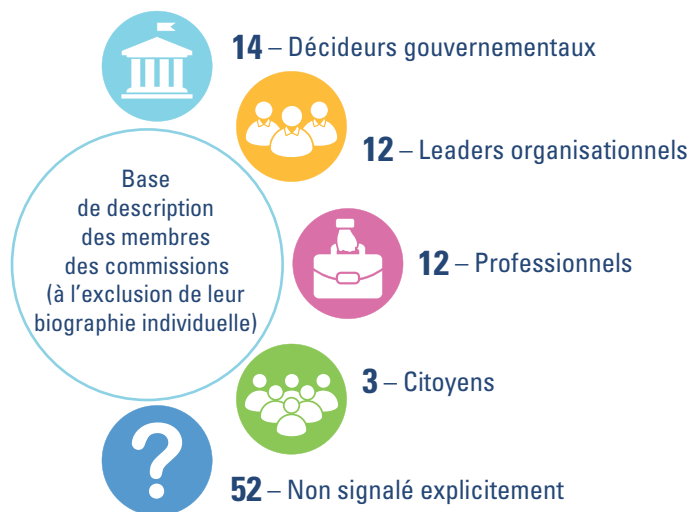 14 – Décideurs gouvernementaux
12 – Leaders organisationnels
Base
de description
des membres
des commissions
(à l'exclusion de leur
biographie individuelle)
12 – Professionnels
3 – Citoyens
?
52 – Non signalé explicitement